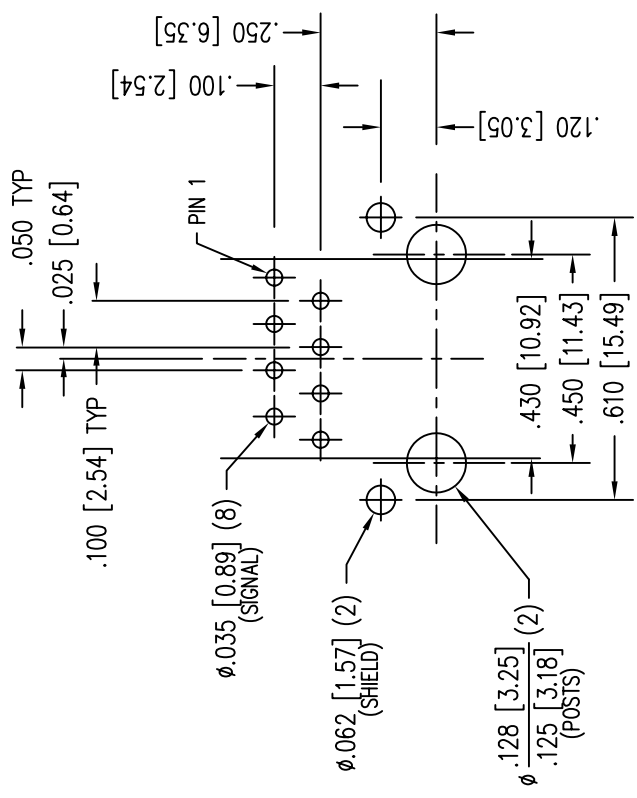 .250 [6.35]
.100 [2.54]
.120 [3.05]
.050 TYP
.025 [0.64]
PIN 1
.100 [2.54] TYP
.430 [10.92]
.450 [11.43]
.610 [15.49]
ø.035 [0.89] (8)
(SIGNAL)
ø.062 [1.57] (2)
(SHIELD)
.128 [3.25]
ø (2)
.125 [3.18]
(POSTS)